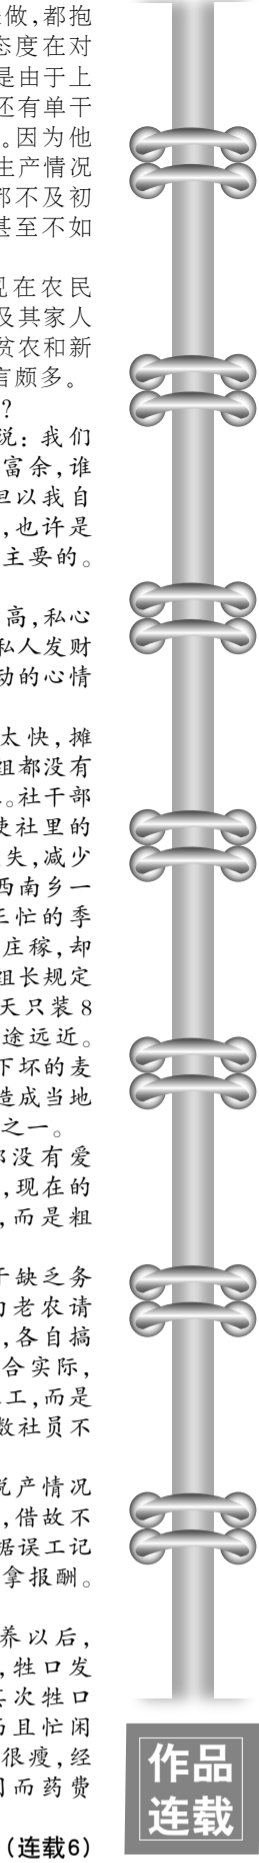 做,都抱
态度在对
是由于上
还有单干
。因为他
生产情况
都不及初
甚至不如
现在农民
及其家人
贫农和新
言颇多。
?
说:我们
富余,谁
但以我自
,也许是
主要的。
高,私心
私人发财
动的心情
太快,摊
组都没有
。社干部
使社里的
失,减少
西南乡一
正忙的季
庄稼,却
组长规定
天只装8
途远近。
下坏的麦
造成当地
之一。
都没有爱
,现在的
,而是粗
于缺乏务
力老农请
,各自搞
合实际,
工,而是
数社员不
脱产情况
,借故不
据误工记
拿报酬。
养以后,
,牲口发
其次牲口
而且忙闲
很瘦,经
因而药费
(连载6)
作品
连载